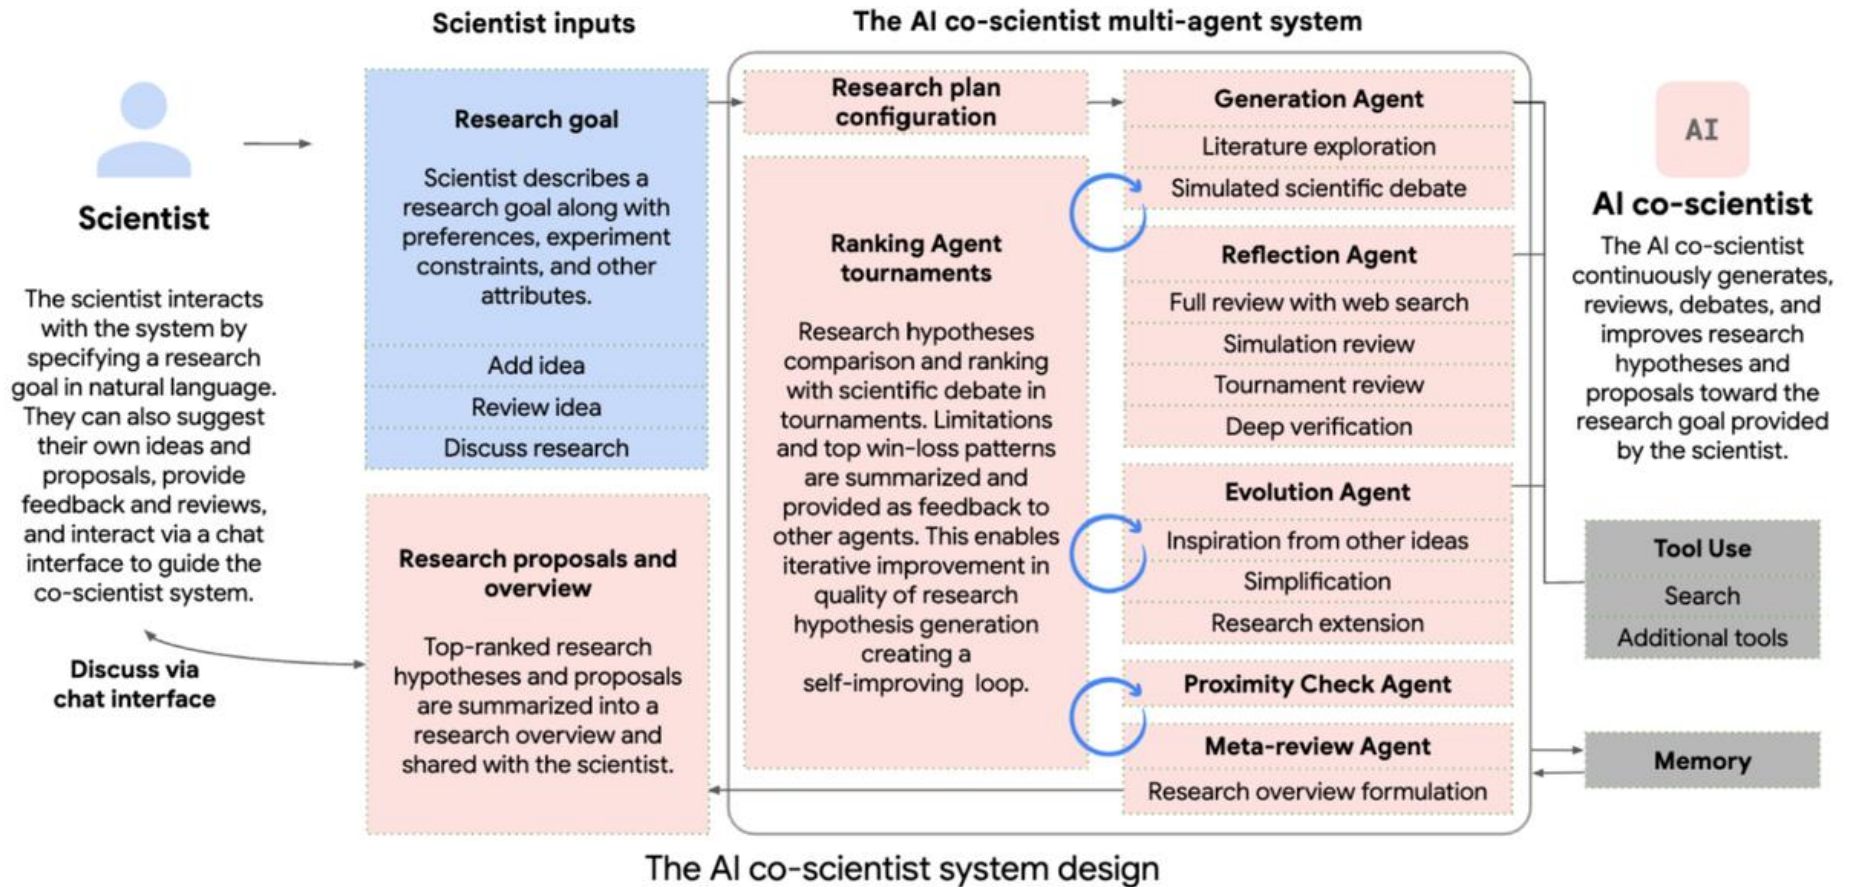 Scientist inputs
The AI co-scientist multi-agent system
Scientist
The scientist interacts
with the system by
specifying a research
goal in natural language.
They can also suggest
their own ideas and
proposals, provide
feedback and reviews,
and interact via a chat
interface to guide the
co-scientist system.
Discuss via
chat interface
Research goal
Scientist describes a
research goal along with
preferences, experiment
constraints, and other
attributes.
Add idea
Review idea
Discuss research
Research proposals and
overview
Top-ranked research
hypotheses and proposals
are summarized into a
research overview and
shared with the scientist.
Research plan
configuration
Ranking Agent
tournaments
Research hypotheses
comparison and ranking
with scientific debate in
tournaments. Limitations
and top win-loss patterns
are summarized and
provided as feedback to
other agents. This enables
iterative improvement in
quality of research
hypothesis generation
creating a
self-improving loop.
Generation Agent
Literature exploration
Simulated scientific debate
Reflection Agent
Full review with web search
Simulation review
Tournament review
Deep verification
Evolution Agent
Inspiration from other ideas
Simplification
Research extension
Proximity Check Agent
Meta-review Agent
Research overview formulation
AI
AI co-scientist
The AI co-scientist
continuously generates,
reviews, debates, and
improves research
hypotheses and
proposals toward the
research goal provided
by the scientist.
Tool Use
Search
Additional tools
Memory
The AI co-scientist system design